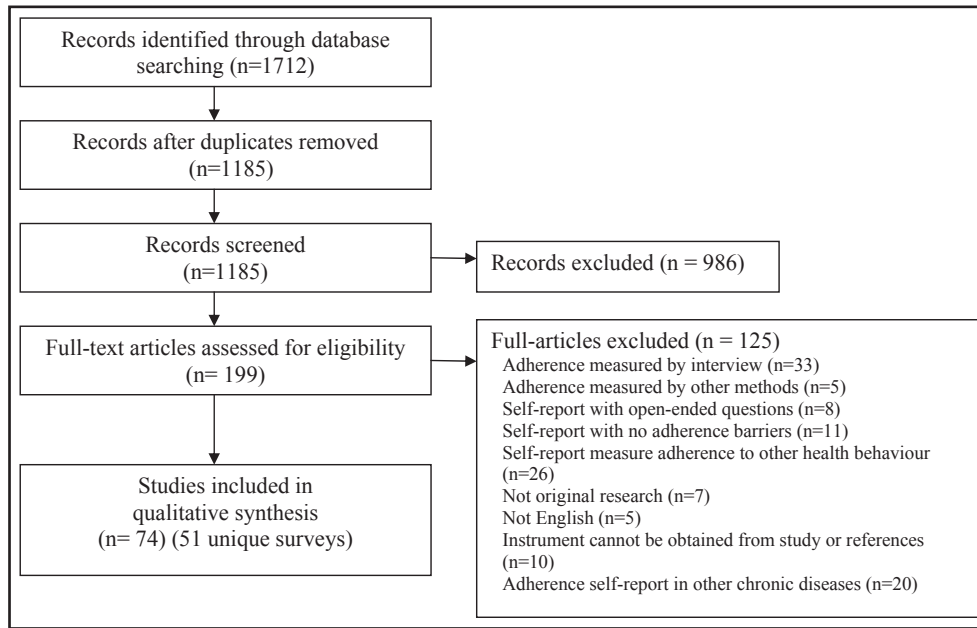 Records identified through database
searching (n=1712)
Records after duplicates removed
(n=1185)
Records screened
(n=1185)
Records excluded (n = 986)
Full-text articles assessed for eligibility
(n= 199)
Full-articles excluded (n = 125)
Adherence measured by interview (n=33)
Adherence measured by other methods (n=5)
Self-report with open-ended questions (n=8)
Self-report with no adherence barriers (n=11)
Self-report measure adherence to other health behaviour
(n=26)
Not original research (n=7)
Not English (n=5)
Instrument cannot be obtained from study or references
(n=10)
Adherence self-report in other chronic diseases (n=20)
Studies included in
qualitative synthesis
(n= 74) (51 unique surveys)